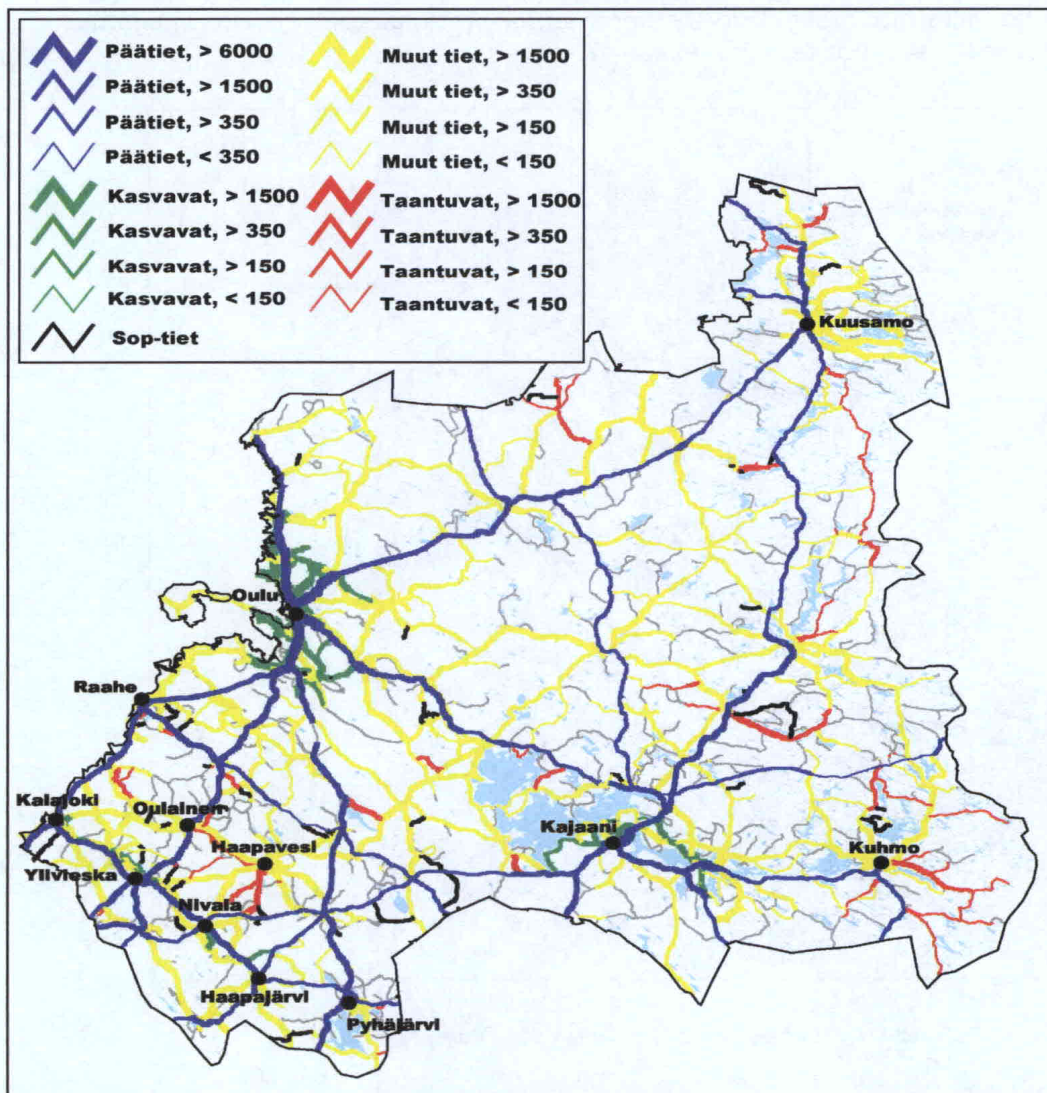 Päätiet, > 6000
Päätiet, > 1500
Päätiet, > 350
Päätiet, < 350
Kasvavat, > 1500
Kasvavat, > 350
Kasvavat, > 150
Kasvavat, < 150
Sop-tiet
Muut tiet, > 1500
Muut tiet, > 350
Muut tiet, > 150
Muut tiet, < 150
Taantuvat, > 1500
Taantuvat, > 350
Taantuvat, > 150
Taantuvat, < 150
Kuusamo
Oulu
Raahe
Kalajoki
Oulainen
Haapavesi
Kajaani
Kuhmo
Ylivieska
Nivala
Haapajärvi
Pyhäjärvi